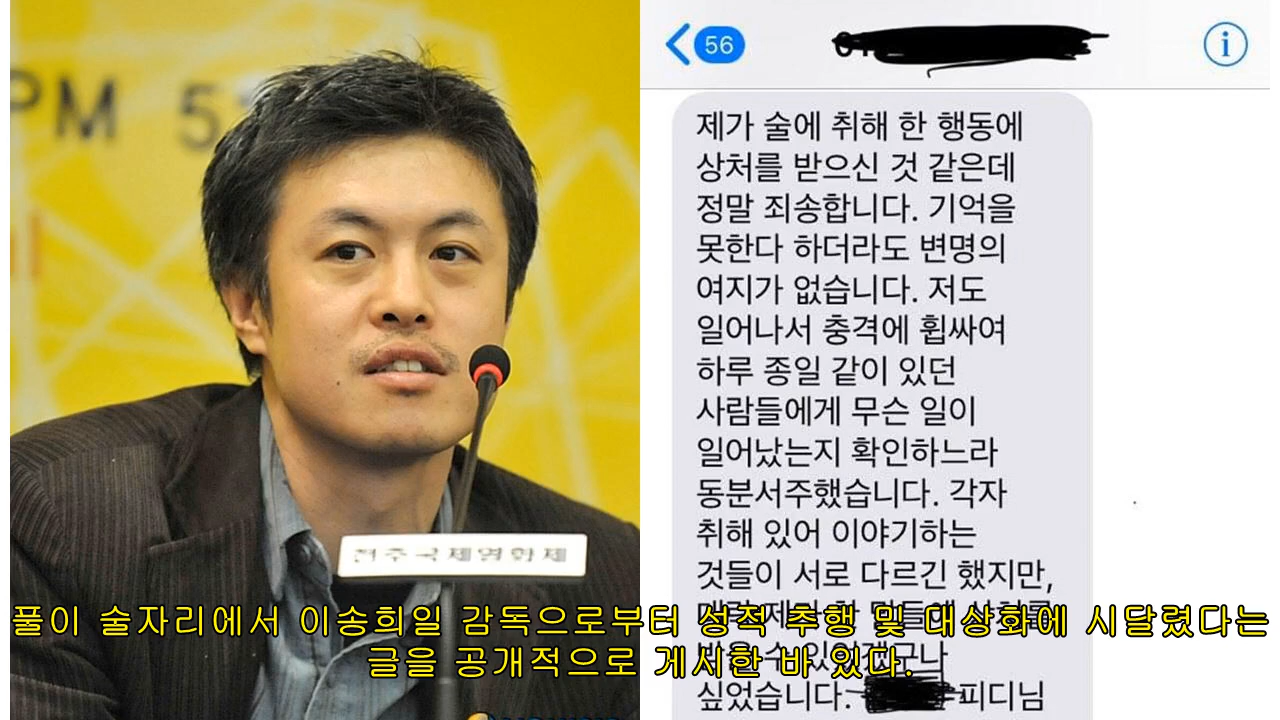 PM 5
전주국제영화제
56
제가 술에 취해 한 행동에
상처를 받으신 것 같은데
정말 죄송합니다. 기억을
못한다 하더라도 변명의
여지가 없습니다. 저도
일어나서 충격에 휩싸여
하루 종일 같이 있던
사람들에게 무슨 일이
일어났는지 확인하느라
동분서주했습니다. 각자
취해 있어 이야기하는
것들이 서로 다르긴 했지만,
싶었습니다. 피디님
풀이 술자리에서 이송희일 감독으로부터 성적 추행 및 대상화에 시달렸다는
글을 공개적으로 게시한 바 있다.